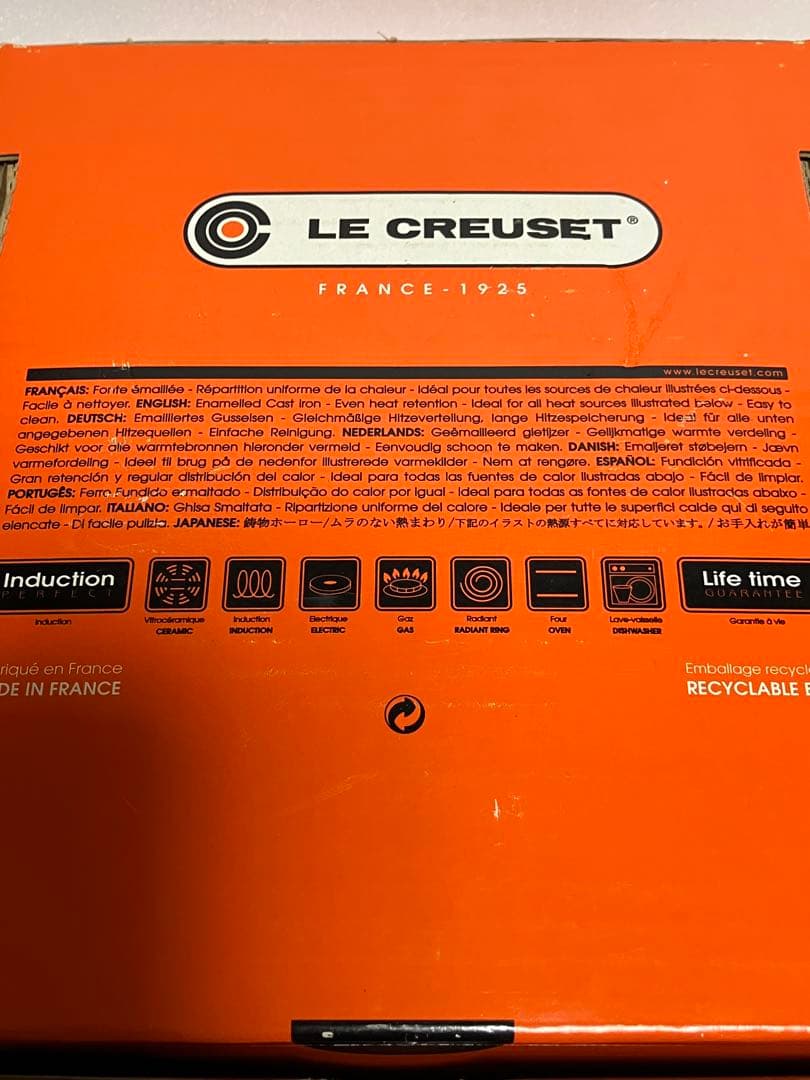 LE CREUSET®
FRANCE-1925
www.lecreuset.com
FRANÇAIS: Fonte émaillée - Répartition uniforme de la chaleur - Idéal pour toutes les sources de chaleur illustrées ci-dessous -
Facile à nettoyer. ENGLISH: Enamelled Cast Iron - Even heat retention - Ideal for all heat sources illustrated below - Easy to
clean. DEUTSCH: Emailliertes Gusseisen - Gleichmäßige Hitzeverteilung, lange Hitzespeicherung - Ideal für alle unten
angegebenen Hitzequellen - Einfache Reinigung. NEDERLANDS: Geëmailleerd gietijzer - Gelijkmatige warmte verdeling -
Geschikt voor alle warmtebronnen hieronder vermeld - Eenvoudig schoon te maken. DANISH: Emaljeret støbejern - Jævn
varmefordeling - Ideel til brug på de nedenfor illustrerede varmekilder - Nem at rengøre. ESPAÑOL: Fundición vitrificada -
Gran retención y regular distribución del calor - Ideal para todas las fuentes de calor ilustradas abajo - Fácil de limpiar.
PORTUGÊS: Ferro Fundido esmaltado - Distribuição do calor por igual - Ideal para todas as fontes de calor ilustradas abaixo -
Fácil de limpar. ITALIANO: Ghisa Smaltata - Ripartizione uniforme del calore - Ideale per tutte le superfici calde qui di seguito
elencate - Di facile pulizia. JAPANESE: 鋳物ホーロー/ムラのない熱まわり/下記のイラストの熱源すべてに対応しています。/お手入れが簡単
Induction
PERFECT
Life time
GUARANTEE
Induction
Vitrocéramique
CERAMIC
Induction
INDUCTION
Electrique
ELECTRIC
Gaz
GAS
Radiant
RADIANT RING
Four
OVEN
Lave-vaisselle
DISHWASHER
Garantie à vie
riqué en France
DE IN FRANCE
Emballage recycla
RECYCLABLE